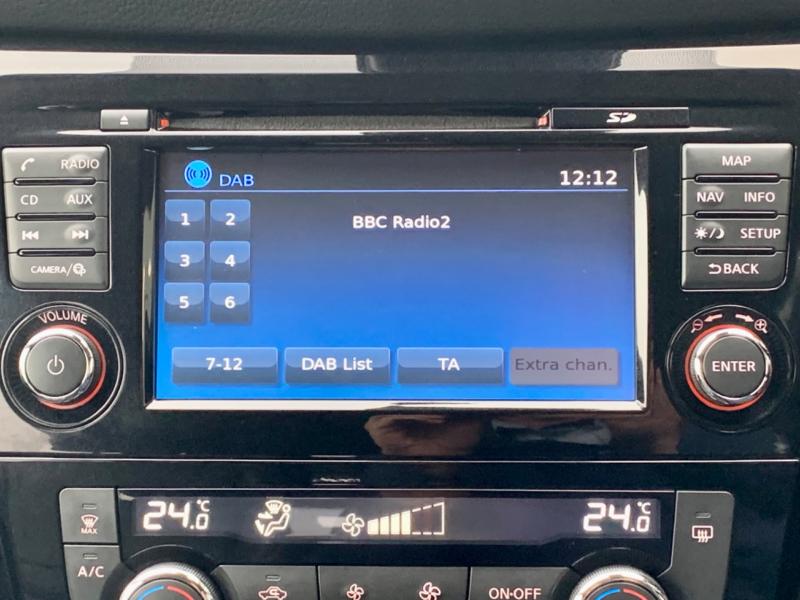 SD
RADIO
CD AUX
CAMERA/
VOLUME
DAB 12:12
1 2 BBC Radio2
3 4
5 6
7-12 DAB List TA Extra chan.
MAP
NAV INFO
/ SETUP
BACK
ENTER
MAX
24.0°C 24.0°C
A/C
ON·OFF